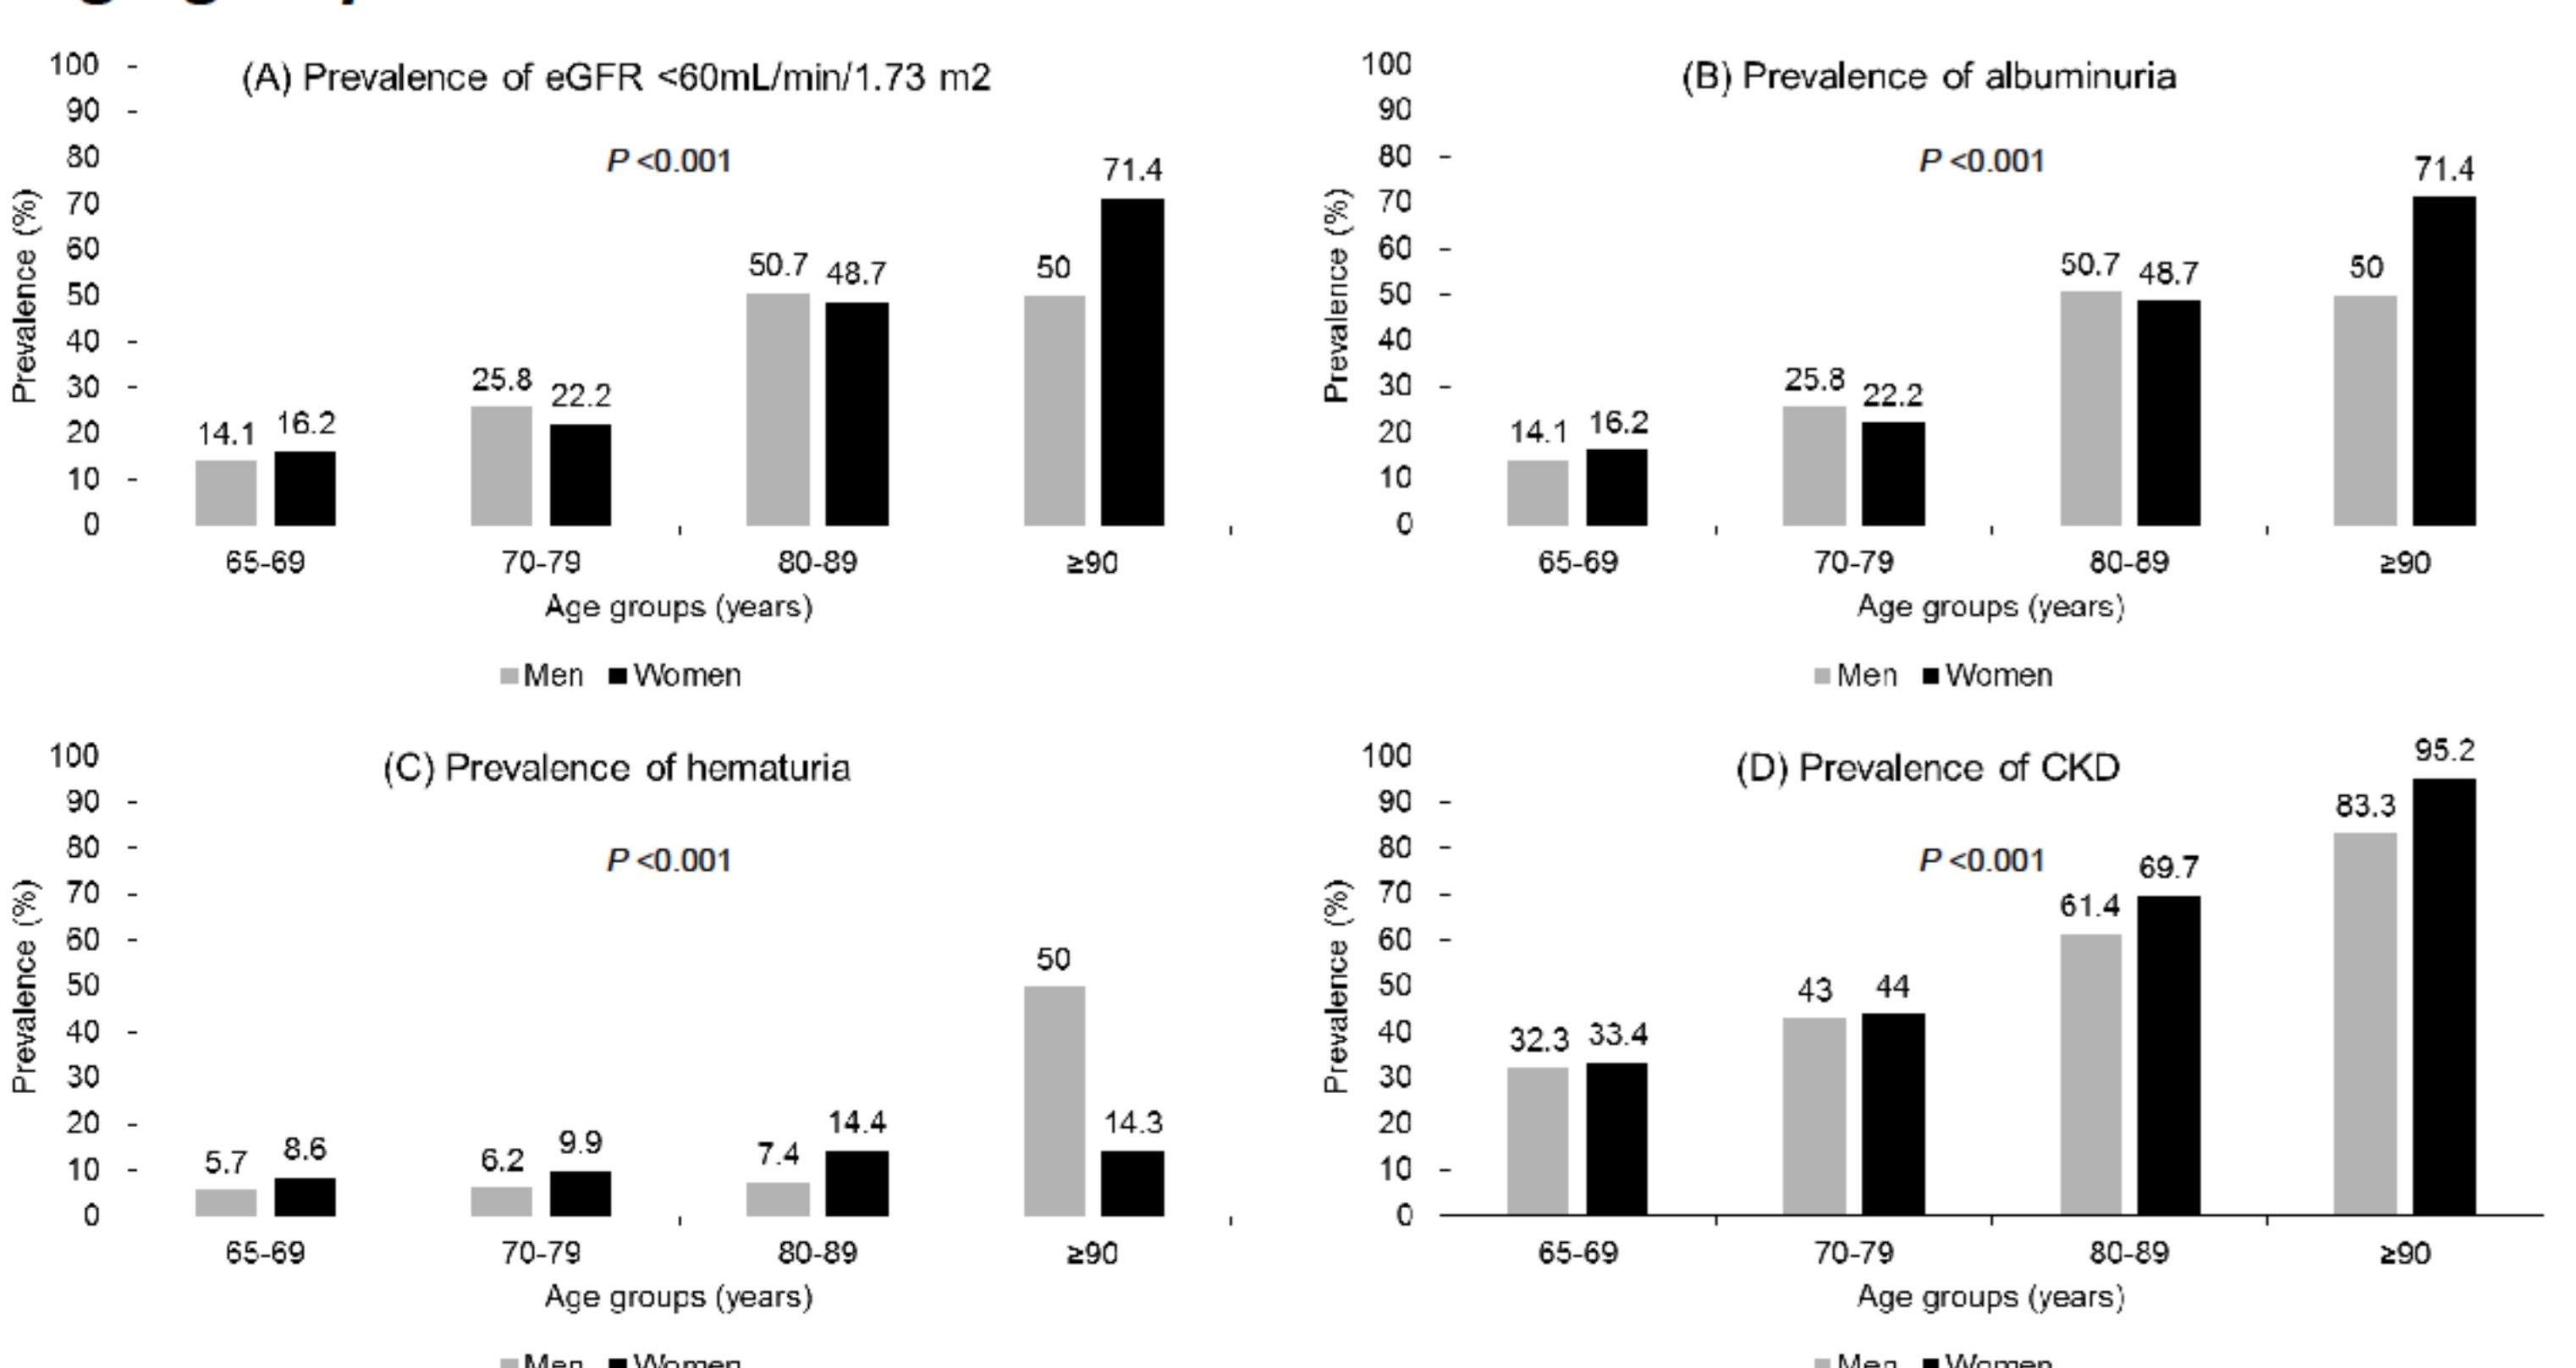 (A) Prevalence of eGFR <60mL/min/1.73 m2
P <0.001
Prevalence (%)
100
90
80
70
60
50
40
30
20
10
0
14.1 16.2
25.8 22.2
50.7 48.7
50 71.4
65-69 70-79 80-89 ≥90
Age groups (years)
Men Women
(B) Prevalence of albuminuria
P <0.001
Prevalence (%)
100
90
80
70
60
50
40
30
20
10
0
14.1 16.2
25.8 22.2
50.7 48.7
50 71.4
65-69 70-79 80-89 ≥90
Age groups (years)
Men Women
(C) Prevalence of hematuria
P <0.001
Prevalence (%)
100
90
80
70
60
50
40
30
20
10
0
5.7 8.6
6.2 9.9
7.4 14.4
50 14.3
65-69 70-79 80-89 ≥90
Age groups (years)
Men Women
(D) Prevalence of CKD
P <0.001
Prevalence (%)
100
90
80
70
60
50
40
30
20
10
0
32.3 33.4
43 44
61.4 69.7
83.3 95.2
65-69 70-79 80-89 ≥90
Age groups (years)
Men Women